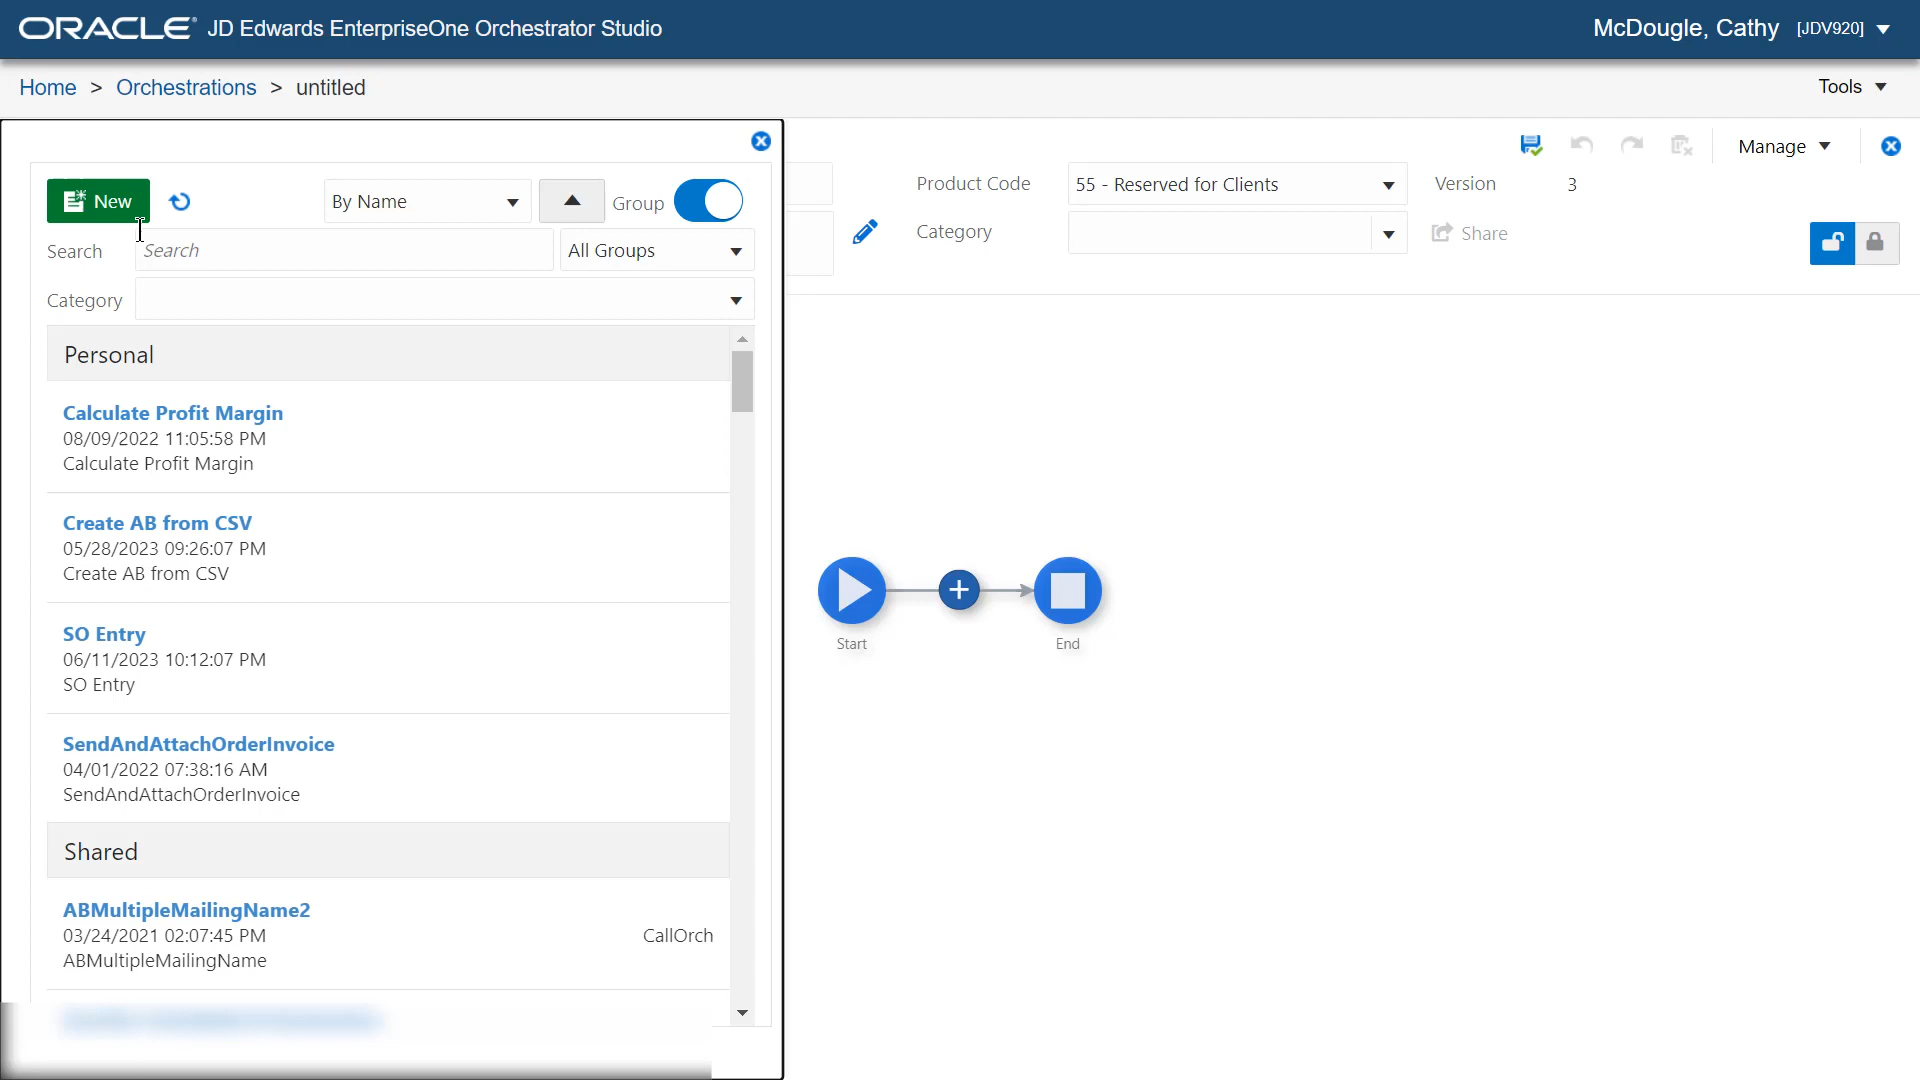 ORACLE JD Edwards EnterpriseOne Orchestrator Studio
McDougle, Cathy [JDV920]
Home > Orchestrations > untitled
Tools
New
By Name
Group
Search
Search
All Groups
Category
Personal
Calculate Profit Margin
08/09/2022 11:05:58 PM
Calculate Profit Margin
Create AB from CSV
05/28/2023 09:26:07 PM
Create AB from CSV
SO Entry
06/11/2023 10:12:07 PM
SO Entry
SendAndAttachOrderInvoice
04/01/2022 07:38:16 AM
SendAndAttachOrderInvoice
Shared
ABMultipleMailingName2
03/24/2021 02:07:45 PM
CallOrch
ABMultipleMailingName
Manage
Product Code
55 - Reserved for Clients
Version
3
Category
Share
Start
End